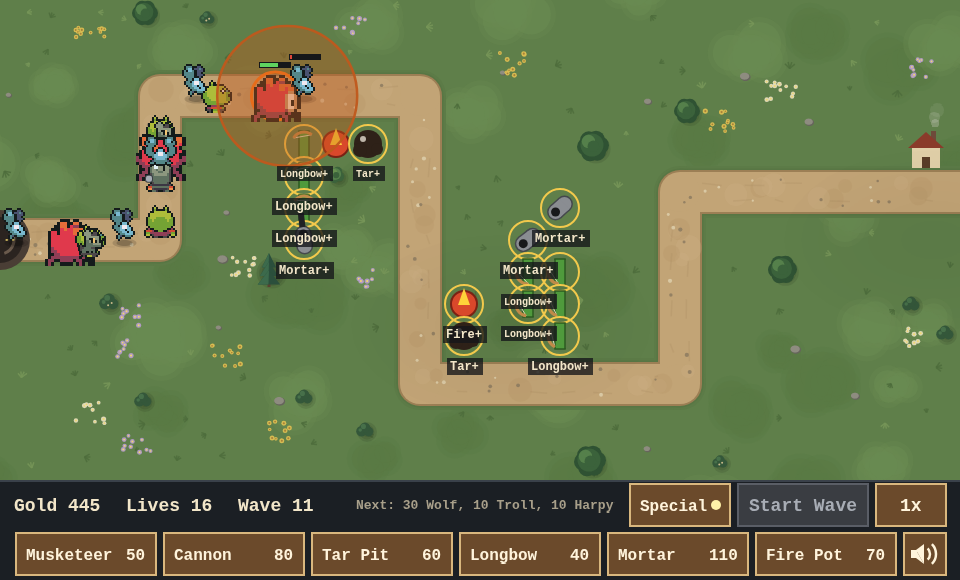 Longbow+
Tar+
Longbow+
Longbow+
Mortar+
Mortar+
Mortar+
Longbow+
Fire+
Longbow+
Tar+
Longbow+
Gold 445
Lives 16
Wave 11
Next: 30 Wolf, 10 Troll, 10 Harpy
Special
Start Wave
1x
Musketeer 50
Cannon 80
Tar Pit 60
Longbow 40
Mortar 110
Fire Pot 70